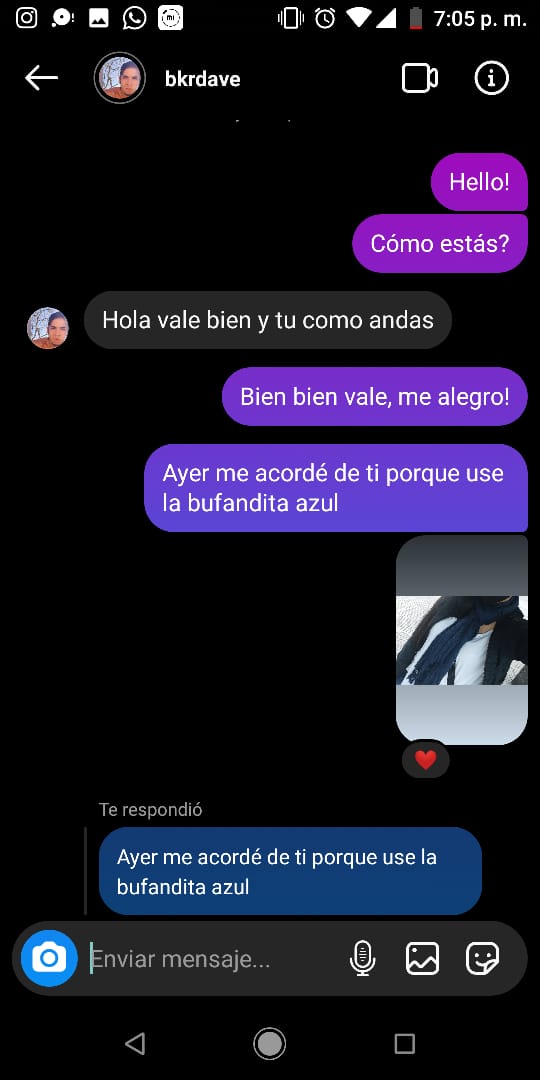 7:05 p. m.
bkrdave
Hello!
Cómo estás?
Hola vale bien y tu como andas
Bien bien vale, me alegro!
Ayer me acordé de ti porque use
la bufandita azul
Te respondió
Ayer me acordé de ti porque use la
bufandita azul
Enviar mensaje...